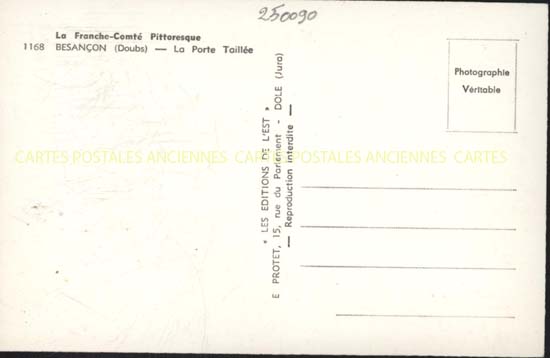 250090
La Franche-Comté Pittoresque
1168 BESANÇON (Doubs) — La Porte Taillée
Photographie
Véritable
CARTES POSTALES ANCIENNES CARTES POSTALES ANCIENNES CARTES
« LES EDITIONS DE L'EST »
E PROTET, 15, rue du Parlement - DOLE (Jura)
— Reproduction interdite —